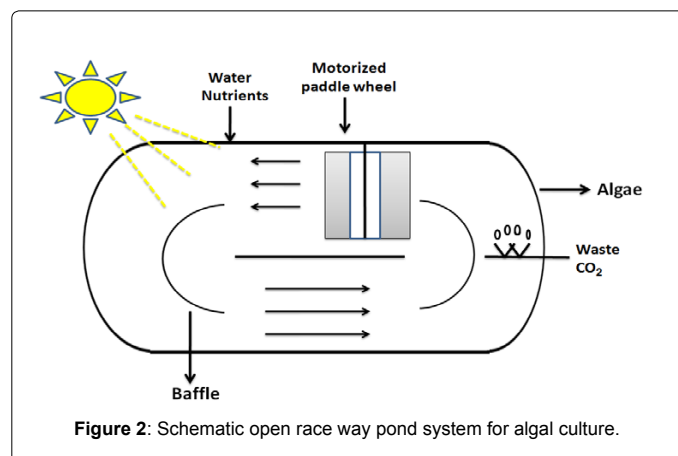 Water
Nutrients
Motorized
paddle wheel
Algae
Waste
CO₂
Baffle
Figure 2: Schematic open race way pond system for algal culture.